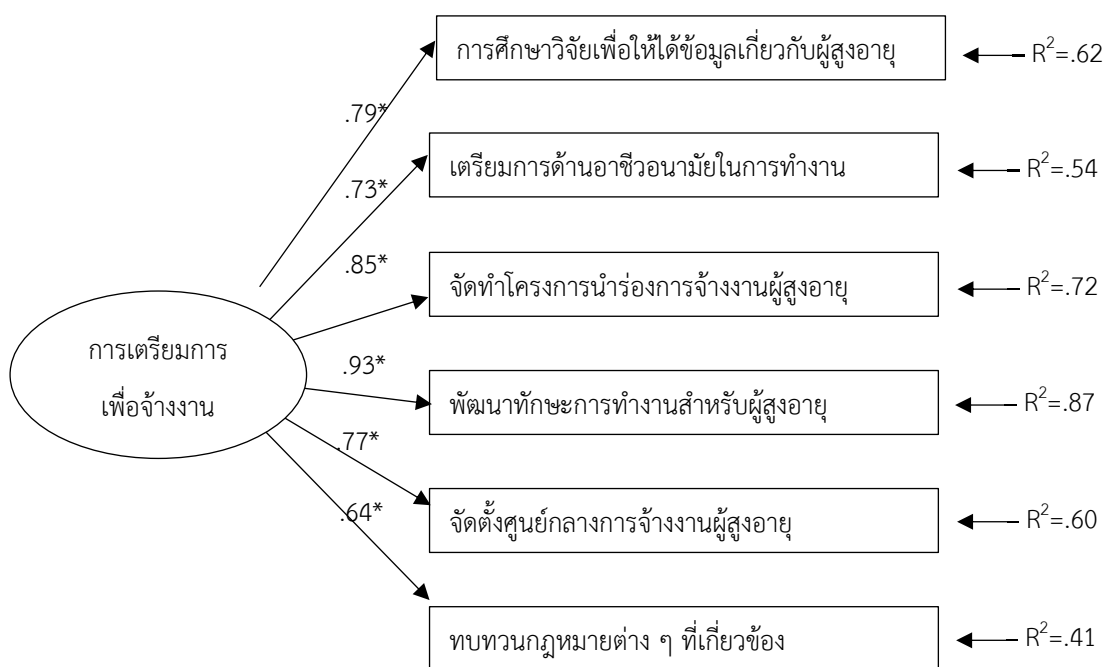 การศึกษาวิจัยเพื่อให้ได้ข้อมูลเกี่ยวกับผู้สูงอายุ
R²=.62
.79*
เตรียมการด้านอาชีวอนามัยในการทำงาน
R²=.54
.73*
.85*
จัดทำโครงการนำร่องการจ้างงานผู้สูงอายุ
R²=.72
การเตรียมการ
เพื่อจ้างงาน
.93*
พัฒนาทักษะการทำงานสำหรับผู้สูงอายุ
R²=.87
.77*
.64*
จัดตั้งศูนย์กลางการจ้างงานผู้สูงอายุ
R²=.60
ทบทวนกฎหมายต่าง ๆ ที่เกี่ยวข้อง
R²=.41